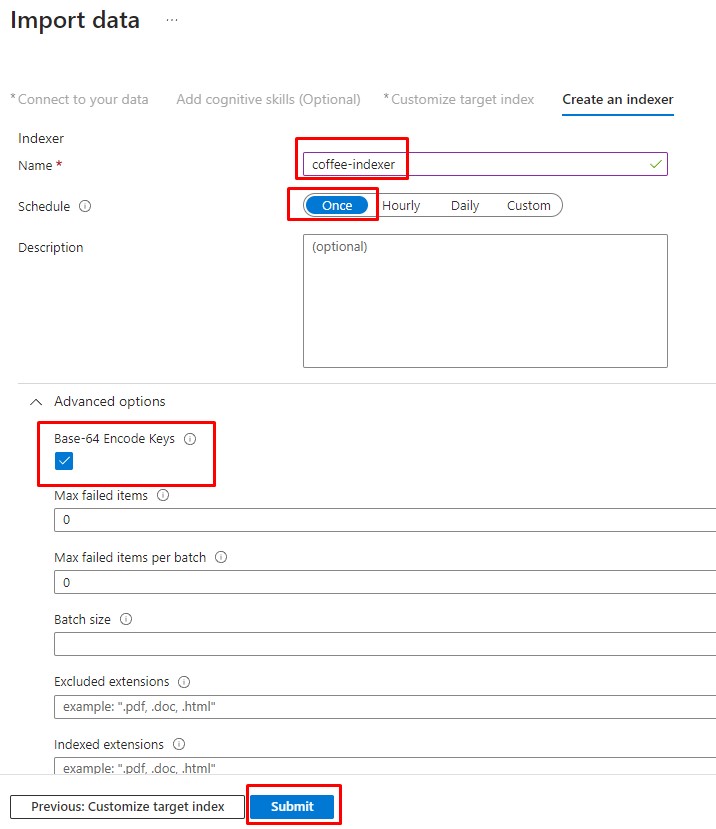 Import data ...
*Connect to your data Add cognitive skills (Optional) *Customize target index Create an indexer
Indexer
Name * coffee-indexer
Schedule Once Hourly Daily Custom
Description (optional)
Advanced options
Base-64 Encode Keys
Max failed items
0
Max failed items per batch
0
Batch size
Excluded extensions
example: ".pdf, .doc, .html"
Indexed extensions
example: ".pdf, .doc, .html"
Previous: Customize target index Submit